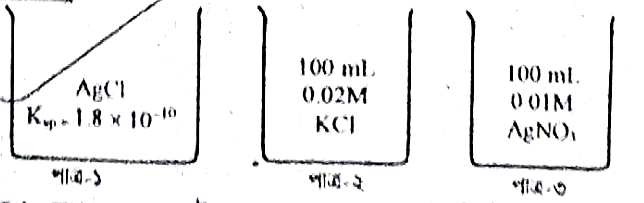 AgCl
Ksp = 1.8 × 10⁻¹⁰
পাত্র-১
100 mL
0.02M
KCl
পাত্র-২
100 mL
0.01M
AgNO₃
পাত্র-৩